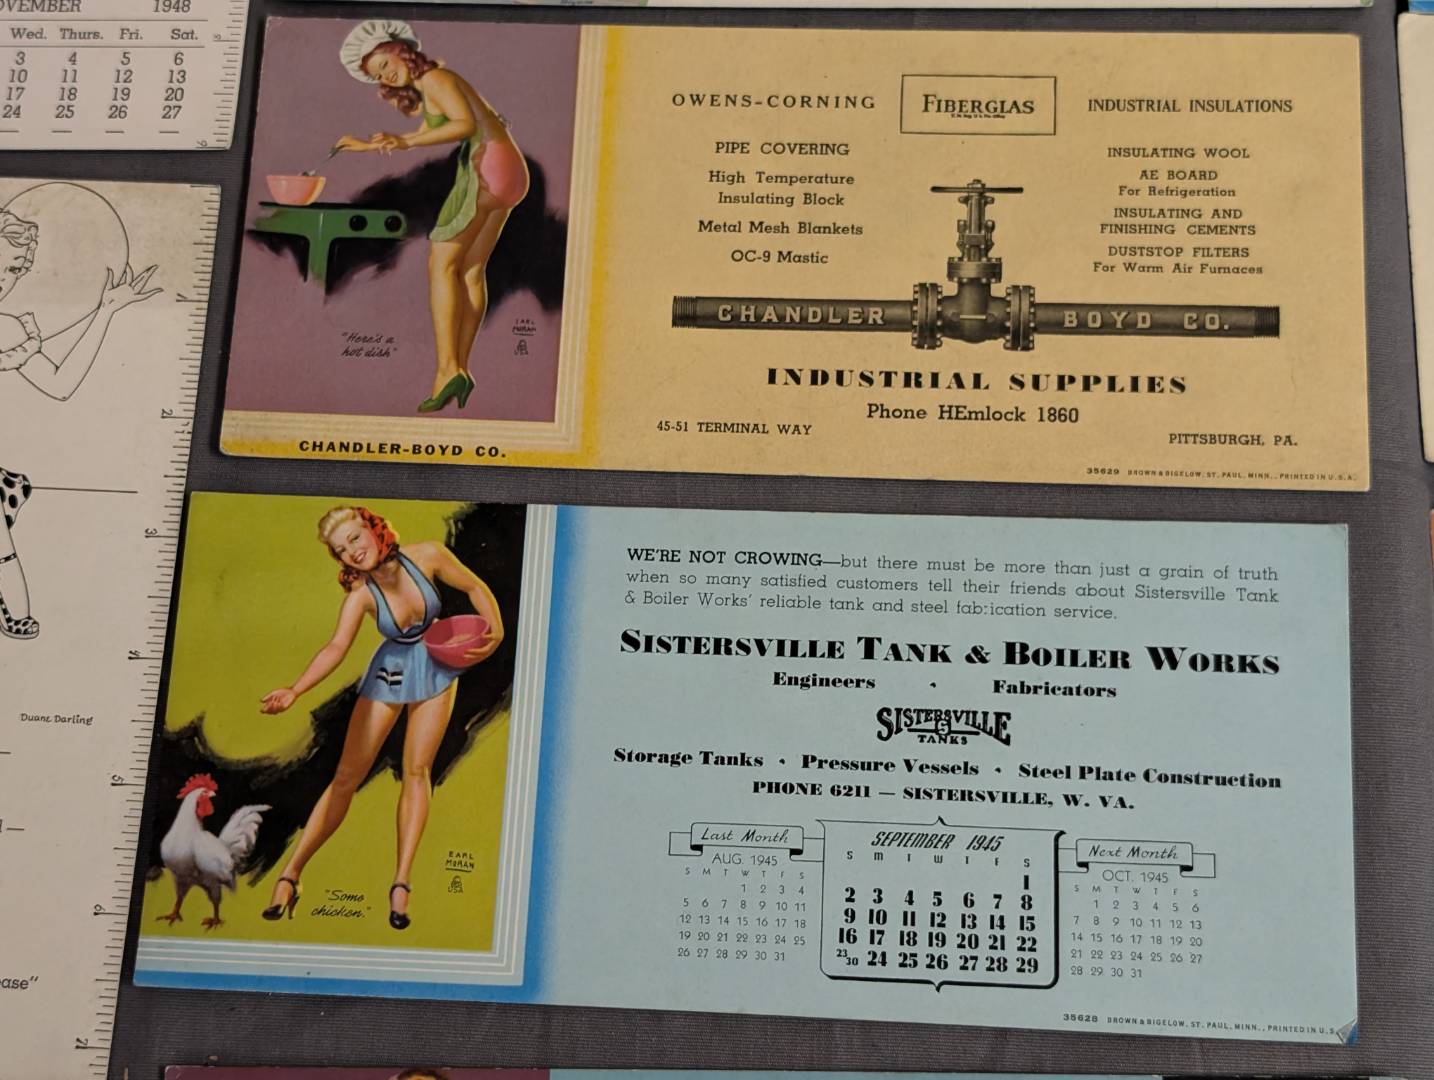 1948
Wed. Thurs. Fri. Sat.
3 4 5 6
10 11 12 13
17 18 19 20
24 25 26 27
Duane Darling
"Here's a
hot dish"
EARL
MORAN
CHANDLER-BOYD CO.
OWENS-CORNING
FIBERGLAS
INDUSTRIAL INSULATIONS
PIPE COVERING
High Temperature
Insulating Block
Metal Mesh Blankets
OC-9 Mastic
INSULATING WOOL
AE BOARD
For Refrigeration
INSULATING AND
FINISHING CEMENTS
DUSTSTOP FILTERS
For Warm Air Furnaces
CHANDLER BOYD CO.
INDUSTRIAL SUPPLIES
Phone HEmlock 1860
45-51 TERMINAL WAY
PITTSBURGH, PA.
35629 BROWN & BIGELOW, ST. PAUL, MINN., PRINTED IN U.S.A.
"Some
chicken."
EARL
MORAN
USA
WE'RE NOT CROWING—but there must be more than just a grain of truth
when so many satisfied customers tell their friends about Sistersville Tank
& Boiler Works' reliable tank and steel fabrication service.
SISTERSVILLE TANK & BOILER WORKS
Engineers • Fabricators
SISTERSVILLE
TANKS
Storage Tanks • Pressure Vessels • Steel Plate Construction
PHONE 6211 — SISTERSVILLE, W. VA.
Last Month
AUG. 1945
S M T W T F S
1 2 3 4
5 6 7 8 9 10 11
12 13 14 15 16 17 18
19 20 21 22 23 24 25
26 27 28 29 30 31
SEPTEMBER 1945
S M T W T F S
1
2 3 4 5 6 7 8
9 10 11 12 13 14 15
16 17 18 19 20 21 22
23/30 24 25 26 27 28 29
Next Month
OCT. 1945
S M T W T F S
1 2 3 4 5 6
7 8 9 10 11 12 13
14 15 16 17 18 19 20
21 22 23 24 25 26 27
28 29 30 31
35628 BROWN & BIGELOW, ST. PAUL, MINN., PRINTED IN U.S.